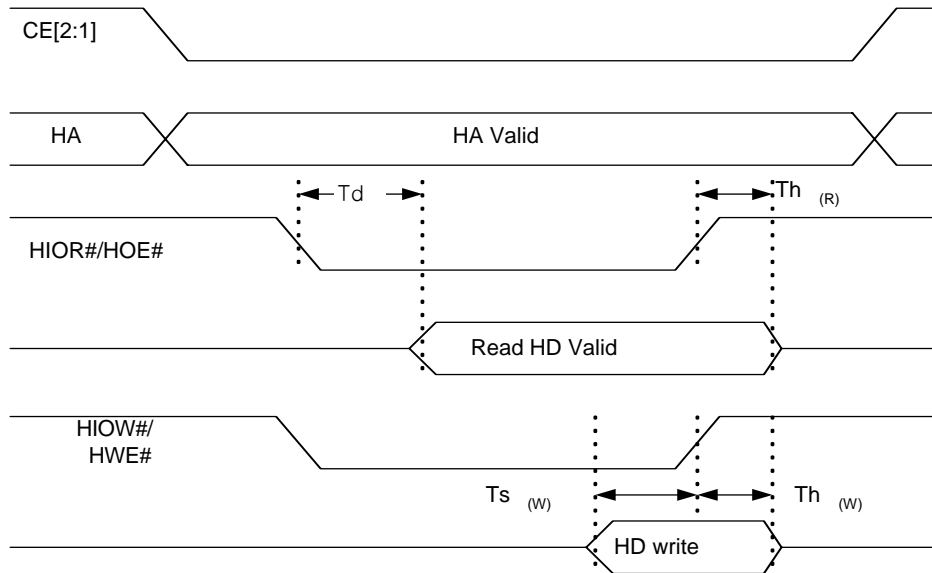 CE[2:1]
HA
HA Valid
Td
Th (R)
HIOR#/HOE#
Read HD Valid
HIOW#/
HWE#
Ts (W)
Th (W)
HD write